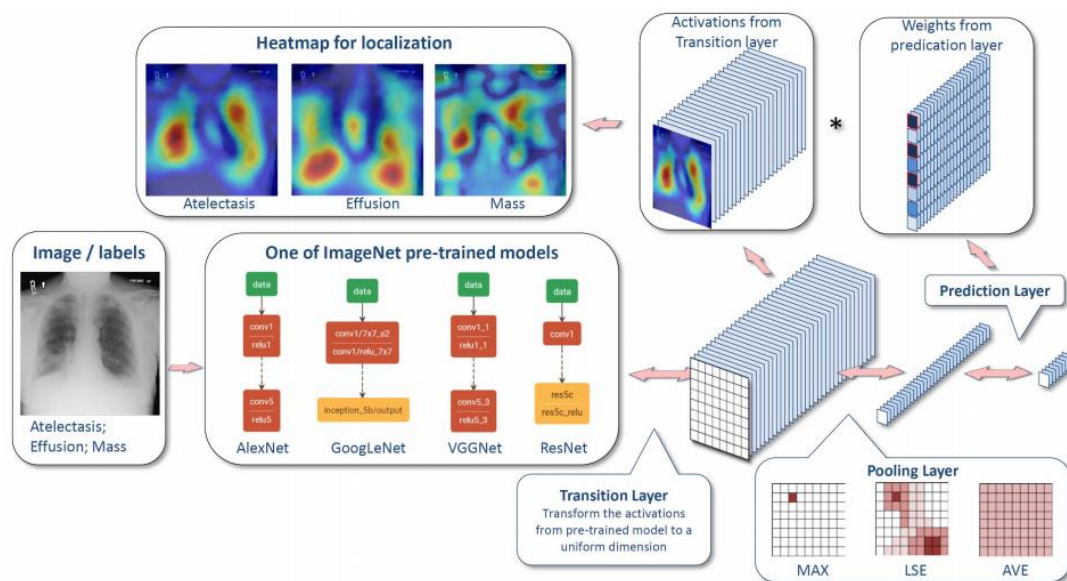 Heatmap for localization
Atelectasis
Effusion
Mass
Activations from
Transition layer
*
Weights from
predication layer
Image / labels
R
Atelectasis;
Effusion; Mass
One of ImageNet pre-trained models
data
conv1
relu1
conv5
relu5
AlexNet
data
conv1/7x7_s2
conv1/relu_7x7
inception_5b/output
GoogLeNet
data
conv1_1
relu1_1
conv5_3
relu5_3
VGGNet
data
conv1
res5c
res5c_relu
ResNet
Prediction Layer
Transition Layer
Transform the activations
from pre-trained model to a
uniform dimension
Pooling Layer
MAX
LSE
AVE